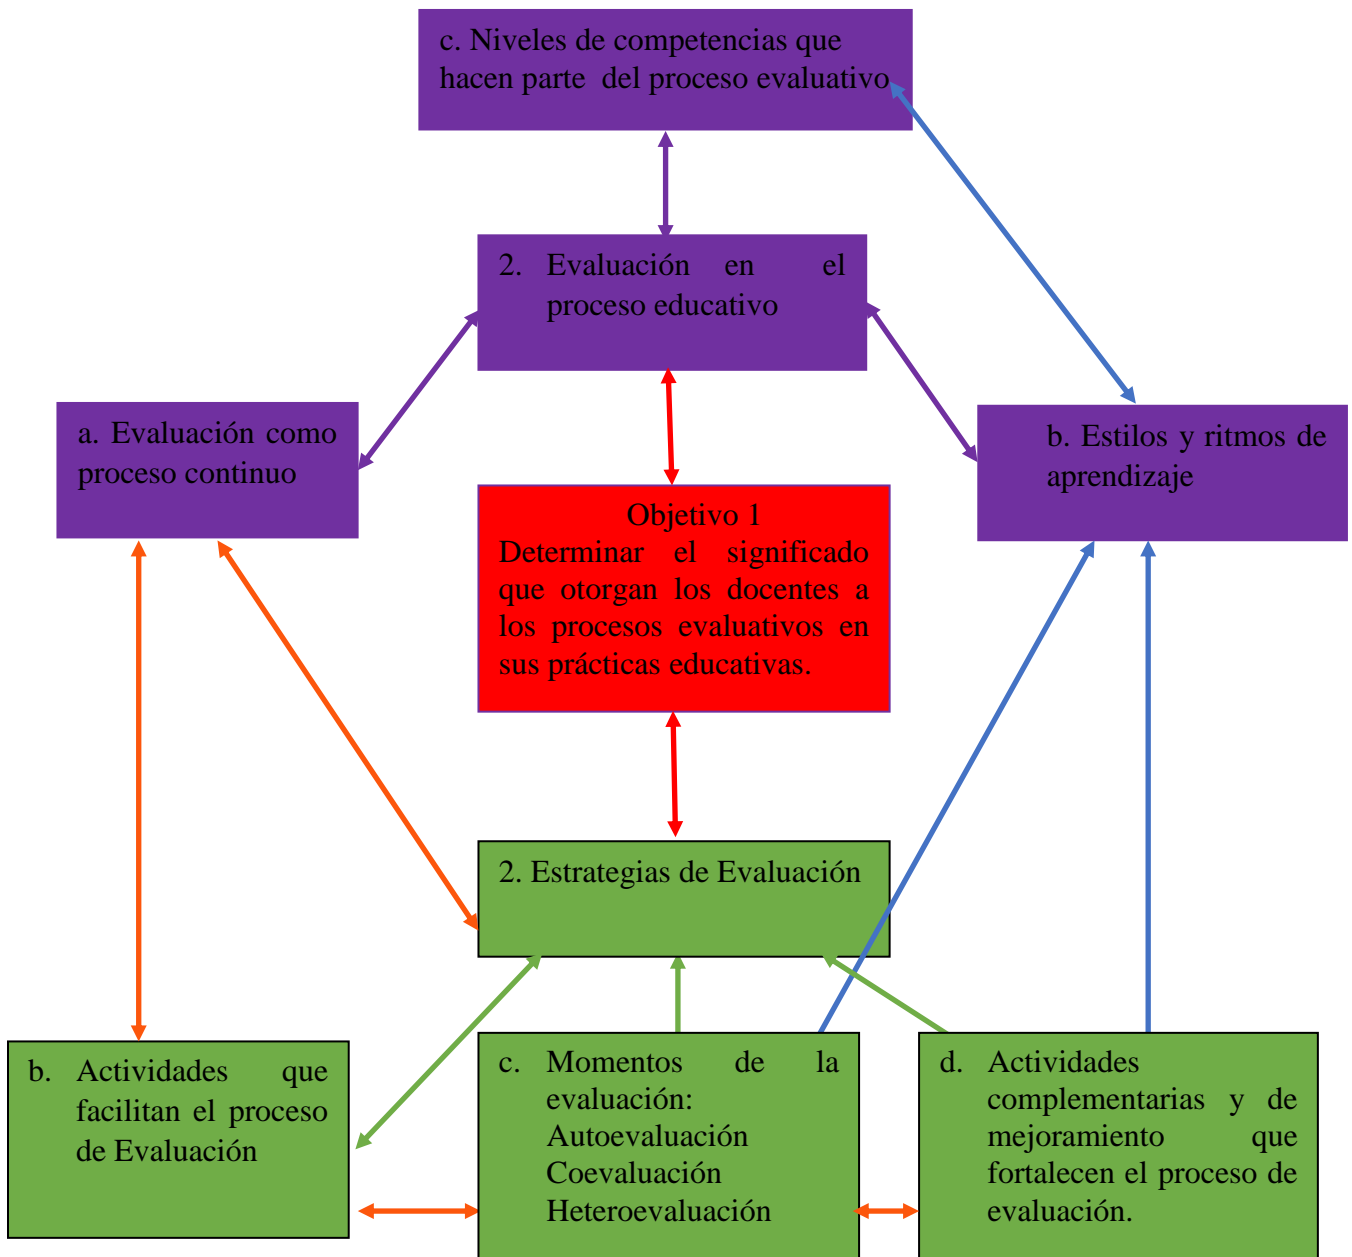 c. Niveles de competencias que
hacen parte del proceso evaluativo
2. Evaluación en el
proceso educativo
a. Evaluación como
proceso continuo
b. Estilos y ritmos de
aprendizaje
Objetivo 1
Determinar el significado
que otorgan los docentes a
los procesos evaluativos en
sus prácticas educativas.
2. Estrategias de Evaluación
b. Actividades que
facilitan el proceso
de Evaluación
c. Momentos de la
evaluación:
Autoevaluación
Coevaluación
Heteroevaluación
d. Actividades
complementarias y de
mejoramiento que
fortalecen el proceso de
evaluación.